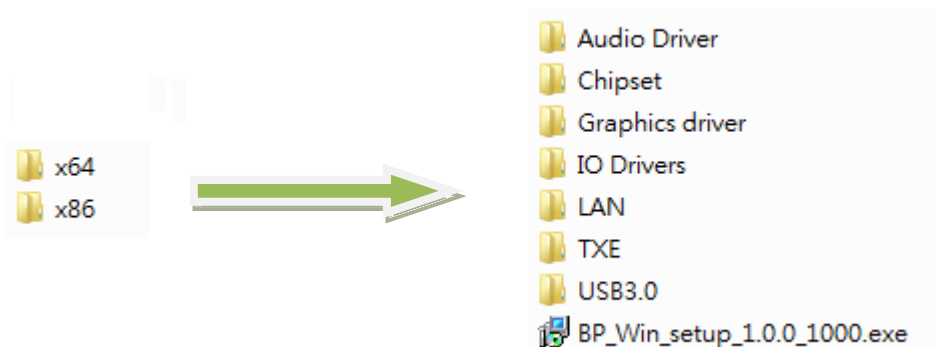 x64
x86
Audio Driver
Chipset
Graphics driver
IO Drivers
LAN
TXE
USB3.0
BP_Win_setup_1.0.0_1000.exe